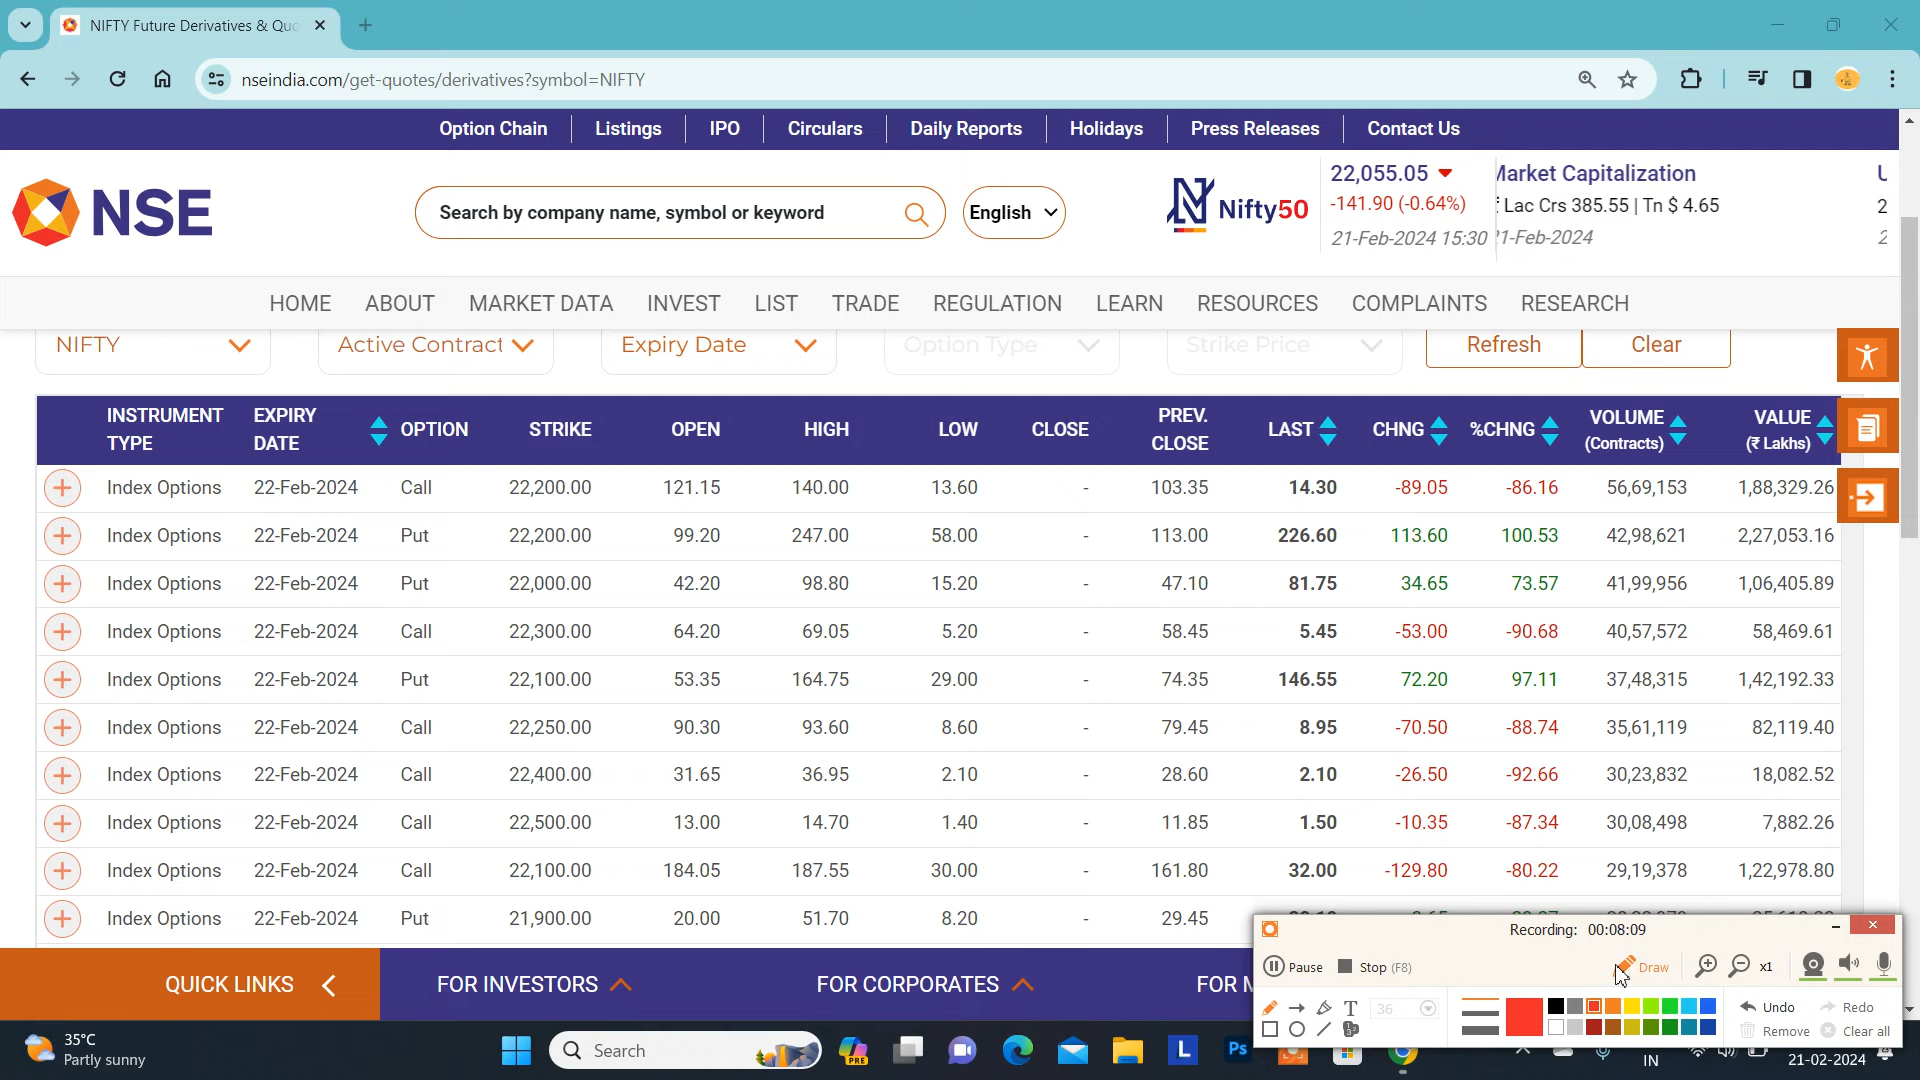 NIFTY Future Derivatives & Quo
nseindia.com/get-quotes/derivatives?symbol=NIFTY
Option Chain Listings IPO Circulars Daily Reports Holidays Press Releases Contact Us
NSE
Search by company name, symbol or keyword
English
Nifty50
22,055.05
-141.90 (-0.64%)
21-Feb-2024 15:30
Market Capitalization
Lac Crs 385.55 | Tn $ 4.65
21-Feb-2024
HOME ABOUT MARKET DATA INVEST LIST TRADE REGULATION LEARN RESOURCES COMPLAINTS RESEARCH
NIFTY Active Contract Expiry Date Option Type Strike Price Refresh Clear
INSTRUMENT TYPE EXPIRY DATE OPTION STRIKE OPEN HIGH LOW CLOSE PREV. CLOSE LAST CHNG %CHNG VOLUME (Contracts) VALUE (₹ Lakhs)
Index Options 22-Feb-2024 Call 22,200.00 121.15 140.00 13.60 - 103.35 14.30 -89.05 -86.16 56,69,153 1,88,329.26
Index Options 22-Feb-2024 Put 22,200.00 99.20 247.00 58.00 - 113.00 226.60 113.60 100.53 42,98,621 2,27,053.16
Index Options 22-Feb-2024 Put 22,000.00 42.20 98.80 15.20 - 47.10 81.75 34.65 73.57 41,99,956 1,06,405.89
Index Options 22-Feb-2024 Call 22,300.00 64.20 69.05 5.20 - 58.45 5.45 -53.00 -90.68 40,57,572 58,469.61
Index Options 22-Feb-2024 Put 22,100.00 53.35 164.75 29.00 - 74.35 146.55 72.20 97.11 37,48,315 1,42,192.33
Index Options 22-Feb-2024 Call 22,250.00 90.30 93.60 8.60 - 79.45 8.95 -70.50 -88.74 35,61,119 82,119.40
Index Options 22-Feb-2024 Call 22,400.00 31.65 36.95 2.10 - 28.60 2.10 -26.50 -92.66 30,23,832 18,082.52
Index Options 22-Feb-2024 Call 22,500.00 13.00 14.70 1.40 - 11.85 1.50 -10.35 -87.34 30,08,498 7,882.26
Index Options 22-Feb-2024 Call 22,100.00 184.05 187.55 30.00 - 161.80 32.00 -129.80 -80.22 29,19,378 1,22,978.80
Index Options 22-Feb-2024 Put 21,900.00 20.00 51.70 8.20 - 29.45
Recording: 00:08:09
Pause Stop (F8) Draw x1
T 36
Undo Redo
Remove Clear all
QUICK LINKS FOR INVESTORS FOR CORPORATES FOR M
35°C
Partly sunny
Search
PRE
L
Ps
IN
21-02-2024